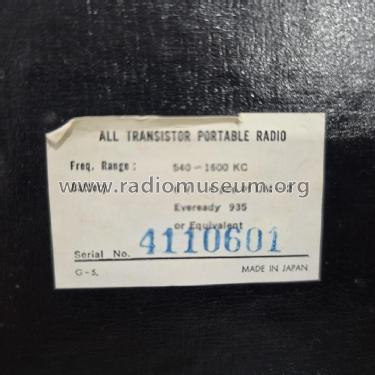 ALL TRANSISTOR PORTABLE RADIO
Freq. Range : 540-1600 KC
Battery
www.radiomuseum.org
Eveready 935
or Equivalent
Serial No. 4110601
G-5. MADE IN JAPAN